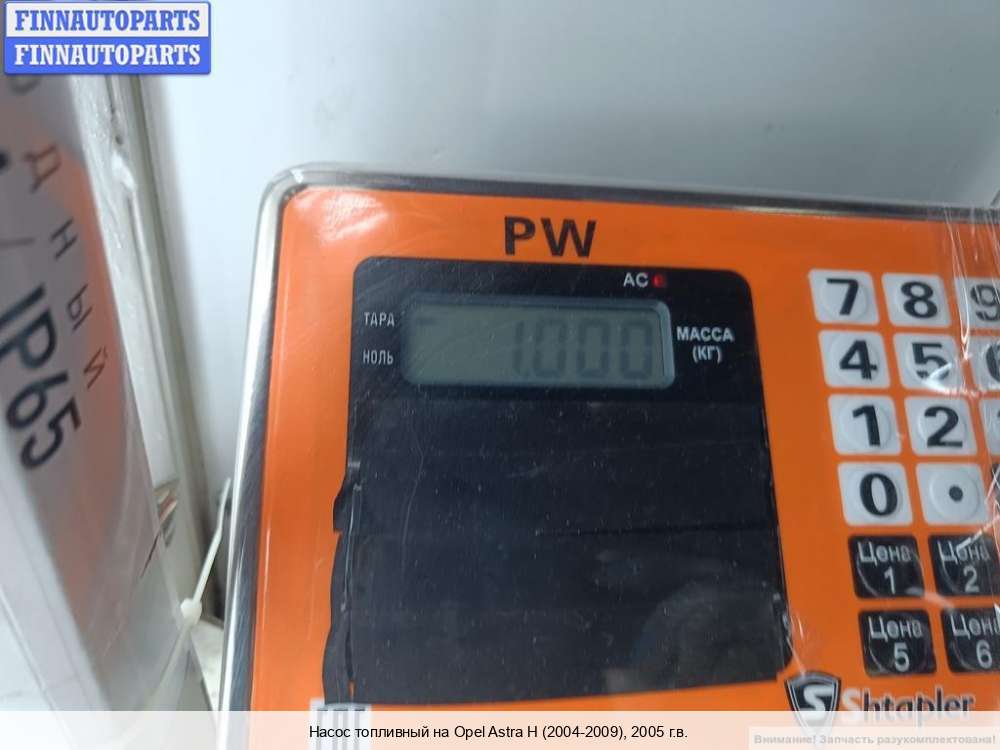 FINNAUTOPARTS
FINNAUTOPARTS
ДНЫЙ
IP65
PW
AC
ТАРА
НОЛЬ
1.000
МАССА
(КГ)
7 8 9
4 5 6
1 2
0 .
Цена 1
Цена 2
Цена 5
Цена 6
S Shtapler
Насос топливный на Opel Astra H (2004-2009), 2005 г.в.
Внимание! Запчасть разукомплектована!